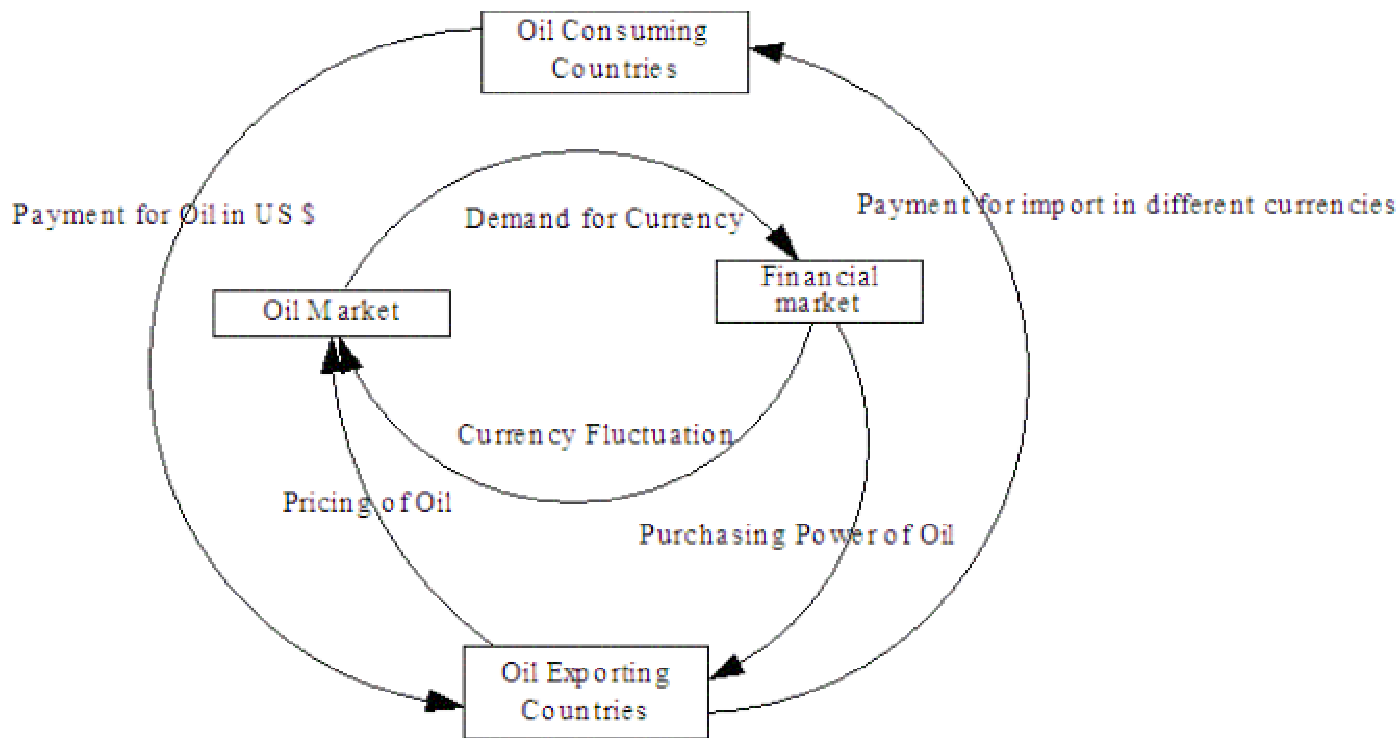 Oil Consuming
Countries
Payment for Oil in US $
Demand for Currency
Payment for import in different currencies
Oil Market
Financial
market
Currency Fluctuation
Pricing of Oil
Purchasing Power of Oil
Oil Exporting
Countries